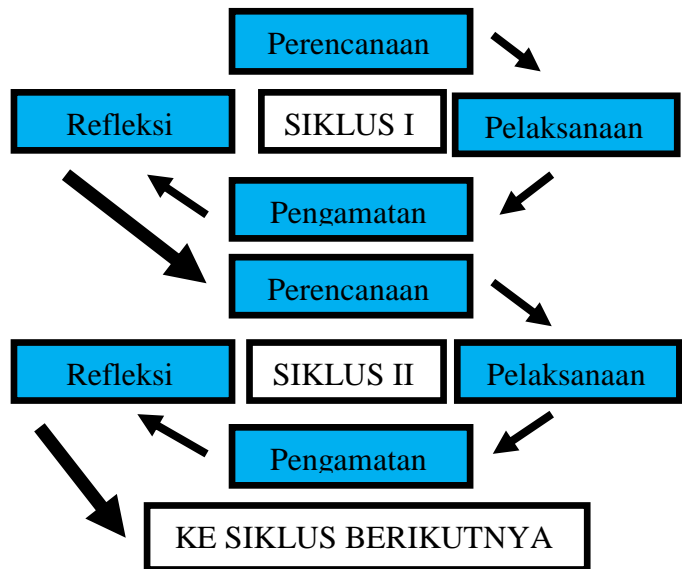 Perencanaan
Refleksi
SIKLUS I
Pelaksanaan
Pengamatan
Perencanaan
Refleksi
SIKLUS II
Pelaksanaan
Pengamatan
KE SIKLUS BERIKUTNYA